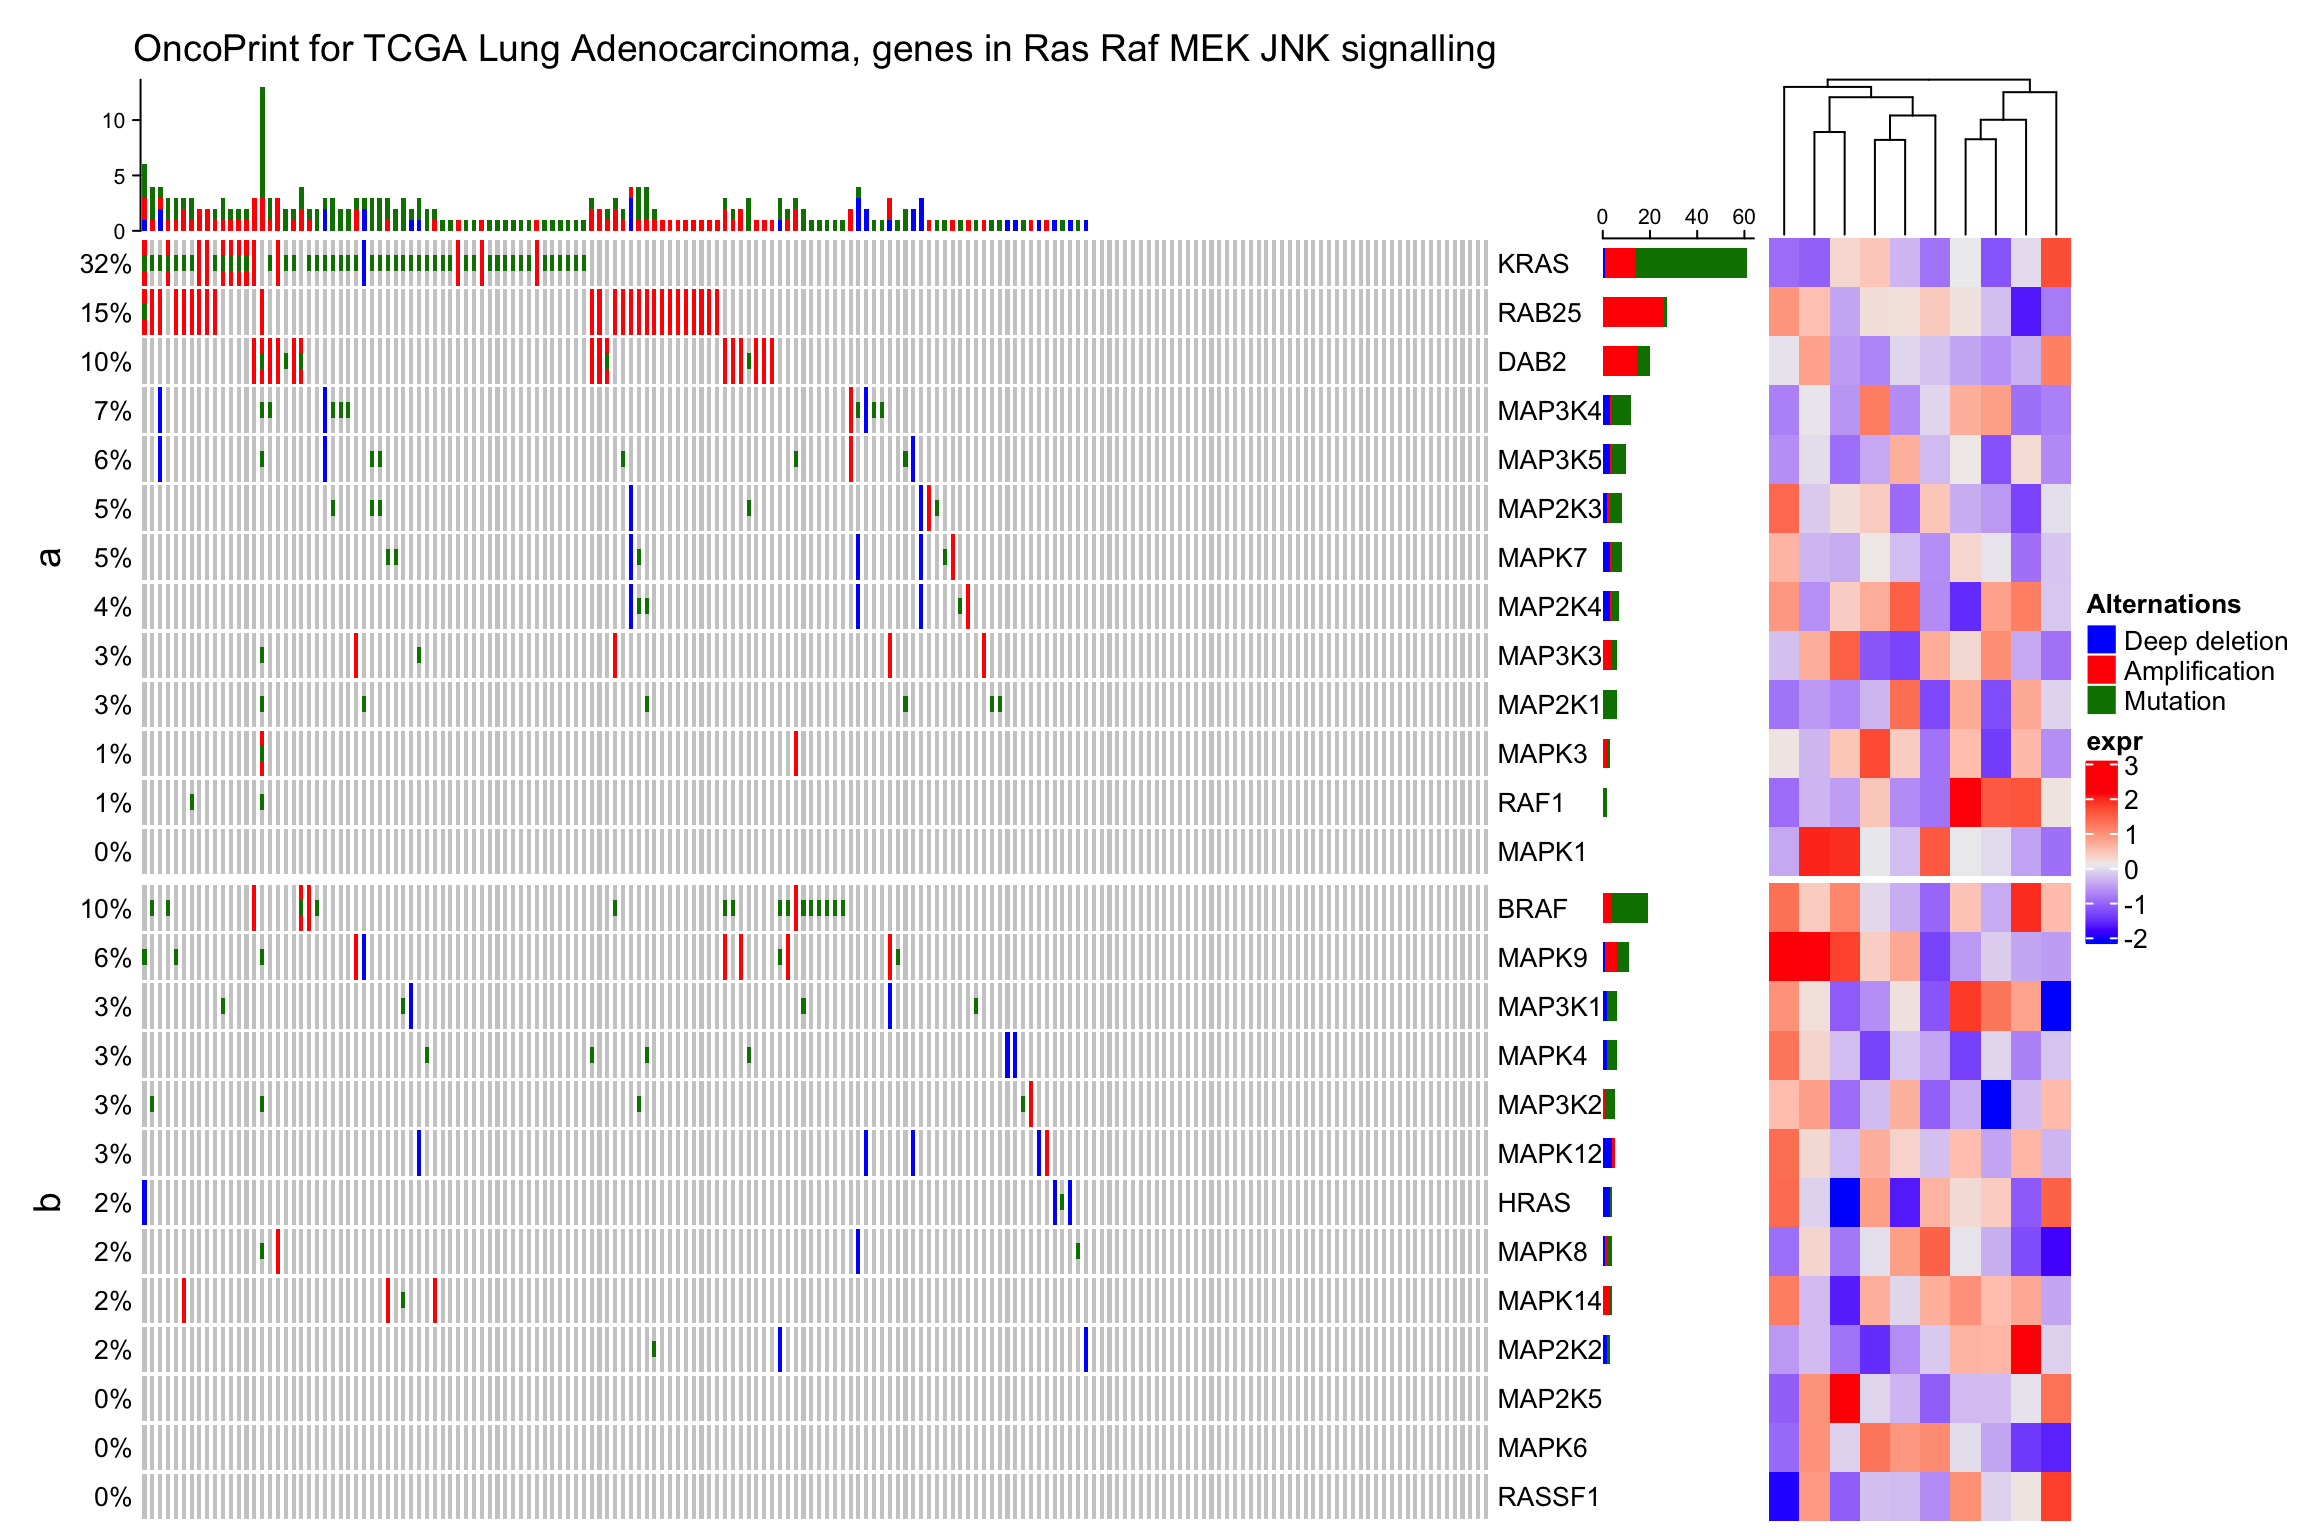 OncoPrint for TCGA Lung Adenocarcinoma, genes in Ras Raf MEK JNK signalling
10
5
0
0 20 40 60
a
32% KRAS
15% RAB25
10% DAB2
7% MAP3K4
6% MAP3K5
5% MAP2K3
5% MAPK7
4% MAP2K4
3% MAP3K3
3% MAP2K1
1% MAPK3
1% RAF1
0% MAPK1
b
10% BRAF
6% MAPK9
3% MAP3K1
3% MAPK4
3% MAP3K2
3% MAPK12
2% HRAS
2% MAPK8
2% MAPK14
2% MAP2K2
0% MAP2K5
0% MAPK6
0% RASSF1
Alternations
Deep deletion
Amplification
Mutation
expr
3
2
1
0
-1
-2